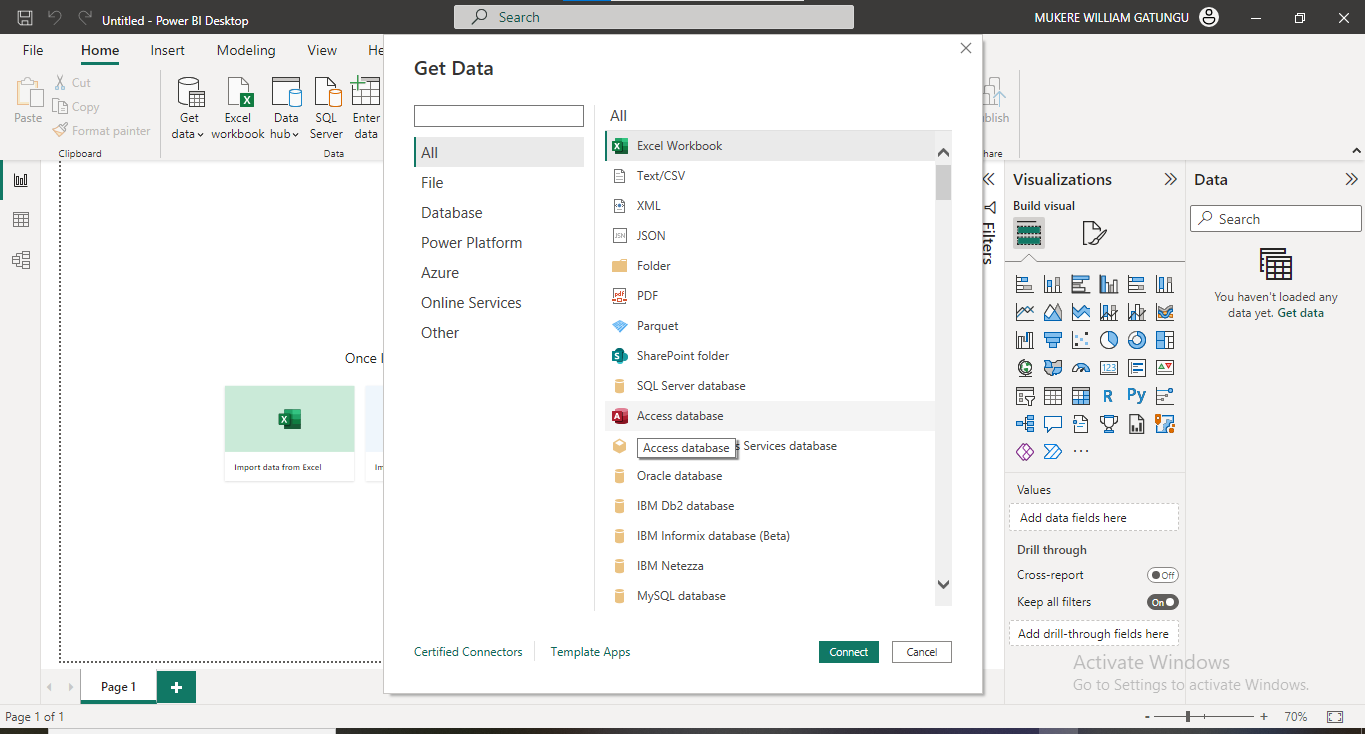 Untitled - Power BI Desktop
Search
MUKERE WILLIAM GATUNGU
File
Home
Insert
Modeling
View
He
Paste
Cut
Copy
Format painter
Clipboard
Get data
Excel workbook
Data hub
SQL Server
Enter data
Data
blish
hare
Get Data
All
File
Database
Power Platform
Azure
Online Services
Other
All
Excel Workbook
Text/CSV
XML
JSON
Folder
PDF
Parquet
SharePoint folder
SQL Server database
Access database
Access database s Services database
Oracle database
IBM Db2 database
IBM Informix database (Beta)
IBM Netezza
MySQL database
Certified Connectors
Template Apps
Connect
Cancel
Once l
Import data from Excel
Im
Filters
Visualizations
Build visual
123
R
Py
Values
Add data fields here
Drill through
Cross-report
Off
Keep all filters
On
Add drill-through fields here
Data
Search
You haven't loaded any
data yet. Get data
Activate Windows
Go to Settings to activate Windows.
Page 1
Page 1 of 1
-
+
70%